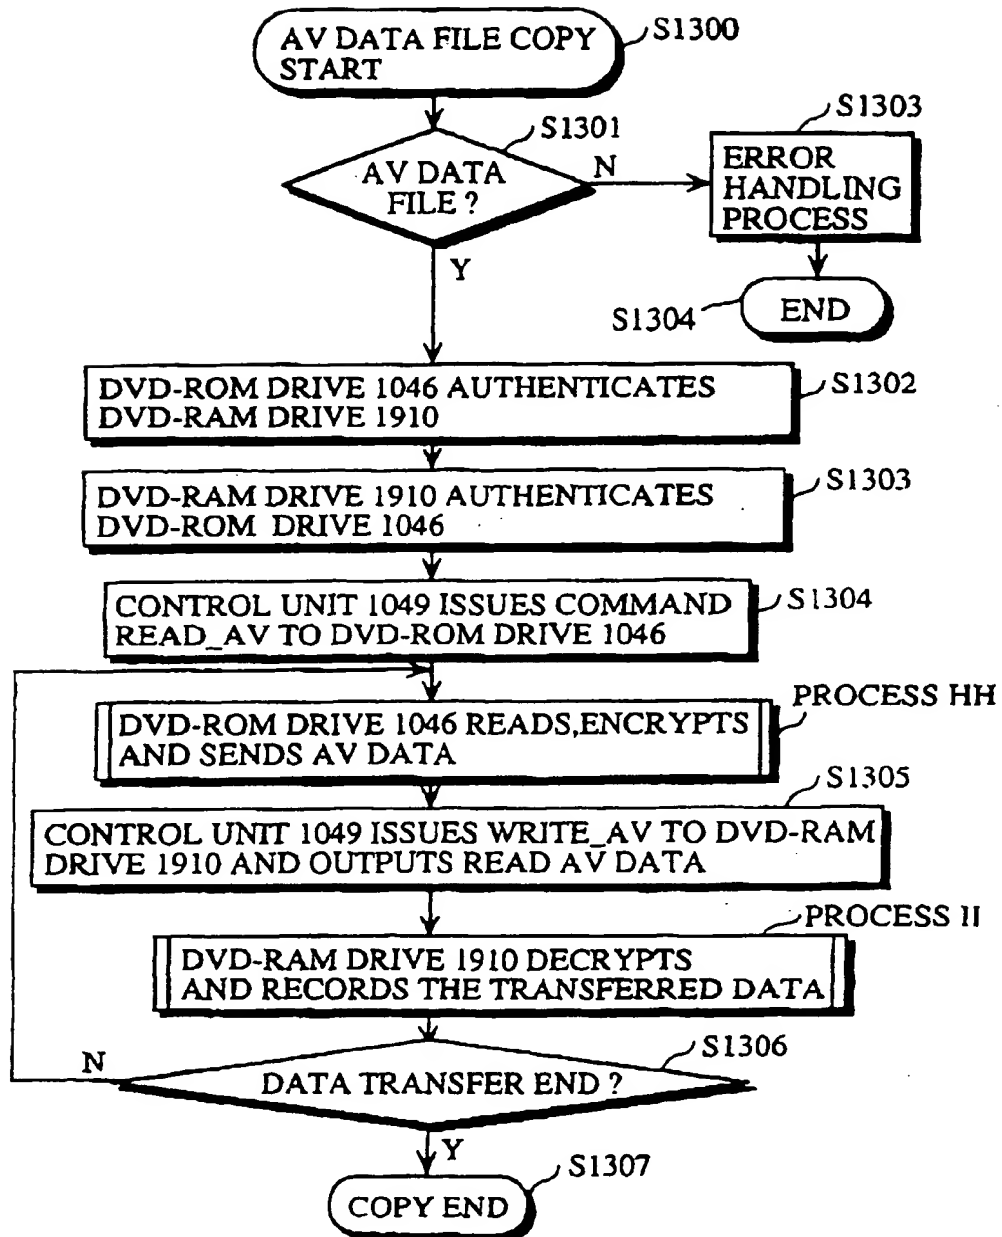 AV DATA FILE COPY
START
S1300
S1301
AV DATA
FILE ?
N
Y
S1303
ERROR
HANDLING
PROCESS
S1304
END
DVD-ROM DRIVE 1046 AUTHENTICATES
DVD-RAM DRIVE 1910
S1302
DVD-RAM DRIVE 1910 AUTHENTICATES
DVD-ROM DRIVE 1046
S1303
CONTROL UNIT 1049 ISSUES COMMAND
READ_AV TO DVD-ROM DRIVE 1046
S1304
PROCESS HH
DVD-ROM DRIVE 1046 READS,ENCRYPTS
AND SENDS AV DATA
S1305
CONTROL UNIT 1049 ISSUES WRITE_AV TO DVD-RAM
DRIVE 1910 AND OUTPUTS READ AV DATA
PROCESS II
DVD-RAM DRIVE 1910 DECRYPTS
AND RECORDS THE TRANSFERRED DATA
S1306
N
DATA TRANSFER END ?
Y
S1307
COPY END